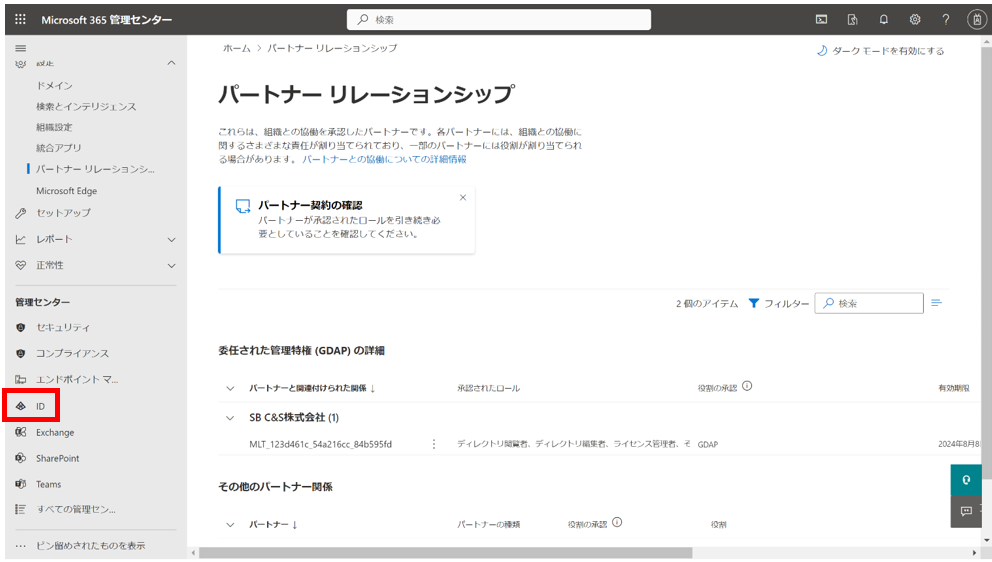 Microsoft 365 管理センター
検索
ドメイン
検索とインテリジェンス
組織設定
統合アプリ
パートナー リレーションシ...
Microsoft Edge
セットアップ
レポート
正常性
管理センター
セキュリティ
コンプライアンス
エンドポイント マ...
ID
Exchange
SharePoint
Teams
すべての管理セン...
ピン留めされたものを表示
ホーム > パートナー リレーションシップ
ダーク モードを有効にする
パートナー リレーションシップ
これらは、組織との協働を承認したパートナーです。各パートナーには、組織との協働に
関するさまざまな責任が割り当てられており、一部のパートナーには役割が割り当てられ
る場合があります。 パートナーとの協働についての詳細情報
パートナー契約の確認
パートナーが承認されたロールを引き続き必
要としていることを確認してください。
2 個のアイテム フィルター 検索
委任された管理特権 (GDAP) の詳細
パートナーと関連付けられた関係 ↓ 承認されたロール 役割の承認 有効期限
SB C&S株式会社 (1)
MLT_123d461c_54a216cc_84b595fd ディレクトリ閲覧者、ディレクトリ編集者、ライセンス管理者、そ GDAP 2024年8月8
その他のパートナー関係
パートナー ↓ パートナーの種類 役割の承認 役割